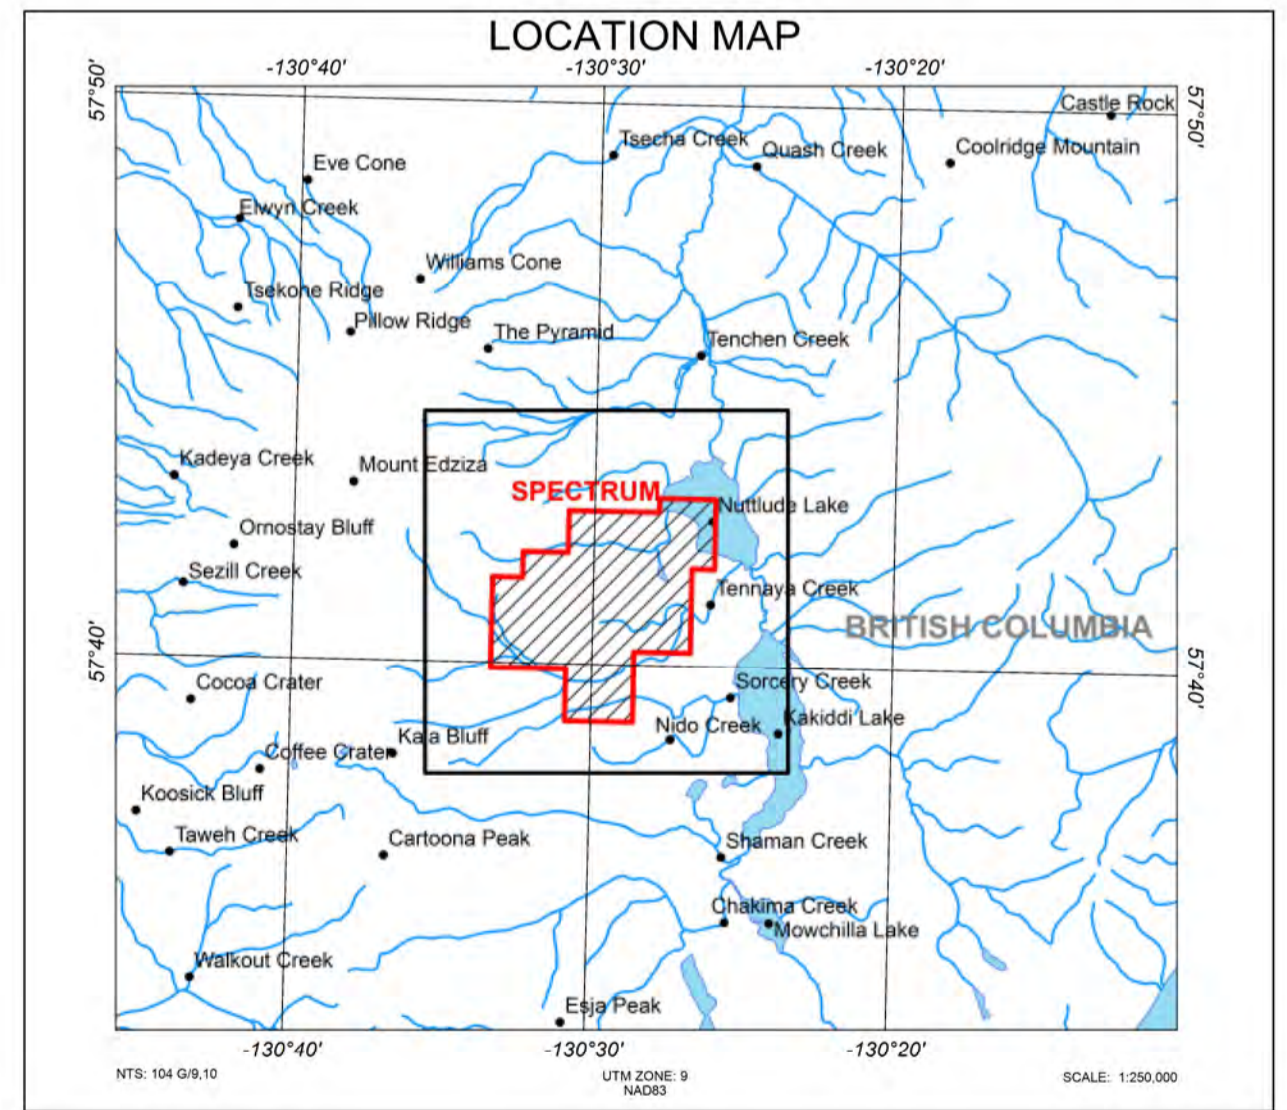 LOCATION MAP
-130°40'
-130°30'
-130°20'
57°50'
57°50'
Castle Rock
Tsecha Creek
Quash Creek
Coolridge Mountain
Eve Cone
Elwyn Creek
Williams Cone
Tsekone Ridge
Pillow Ridge
The Pyramid
Tenchen Creek
Kadeya Creek
Mount Edziza
SPECTRUM
Nuttlude Lake
Ornostay Bluff
Sezill Creek
Tennaya Creek
BRITISH COLUMBIA
57°40'
57°40'
Cocoa Crater
Sorcery Creek
Nido Creek
Kakiddi Lake
Kaia Bluff
Coffee Crater
Koosick Bluff
Taweh Creek
Cartoona Peak
Shaman Creek
Chakima Creek
Mowchilla Lake
Walkout Creek
Esja Peak
-130°40'
-130°30'
-130°20'
NTS: 104 G/9,10
UTM ZONE: 9
NAD83
SCALE: 1:250,000